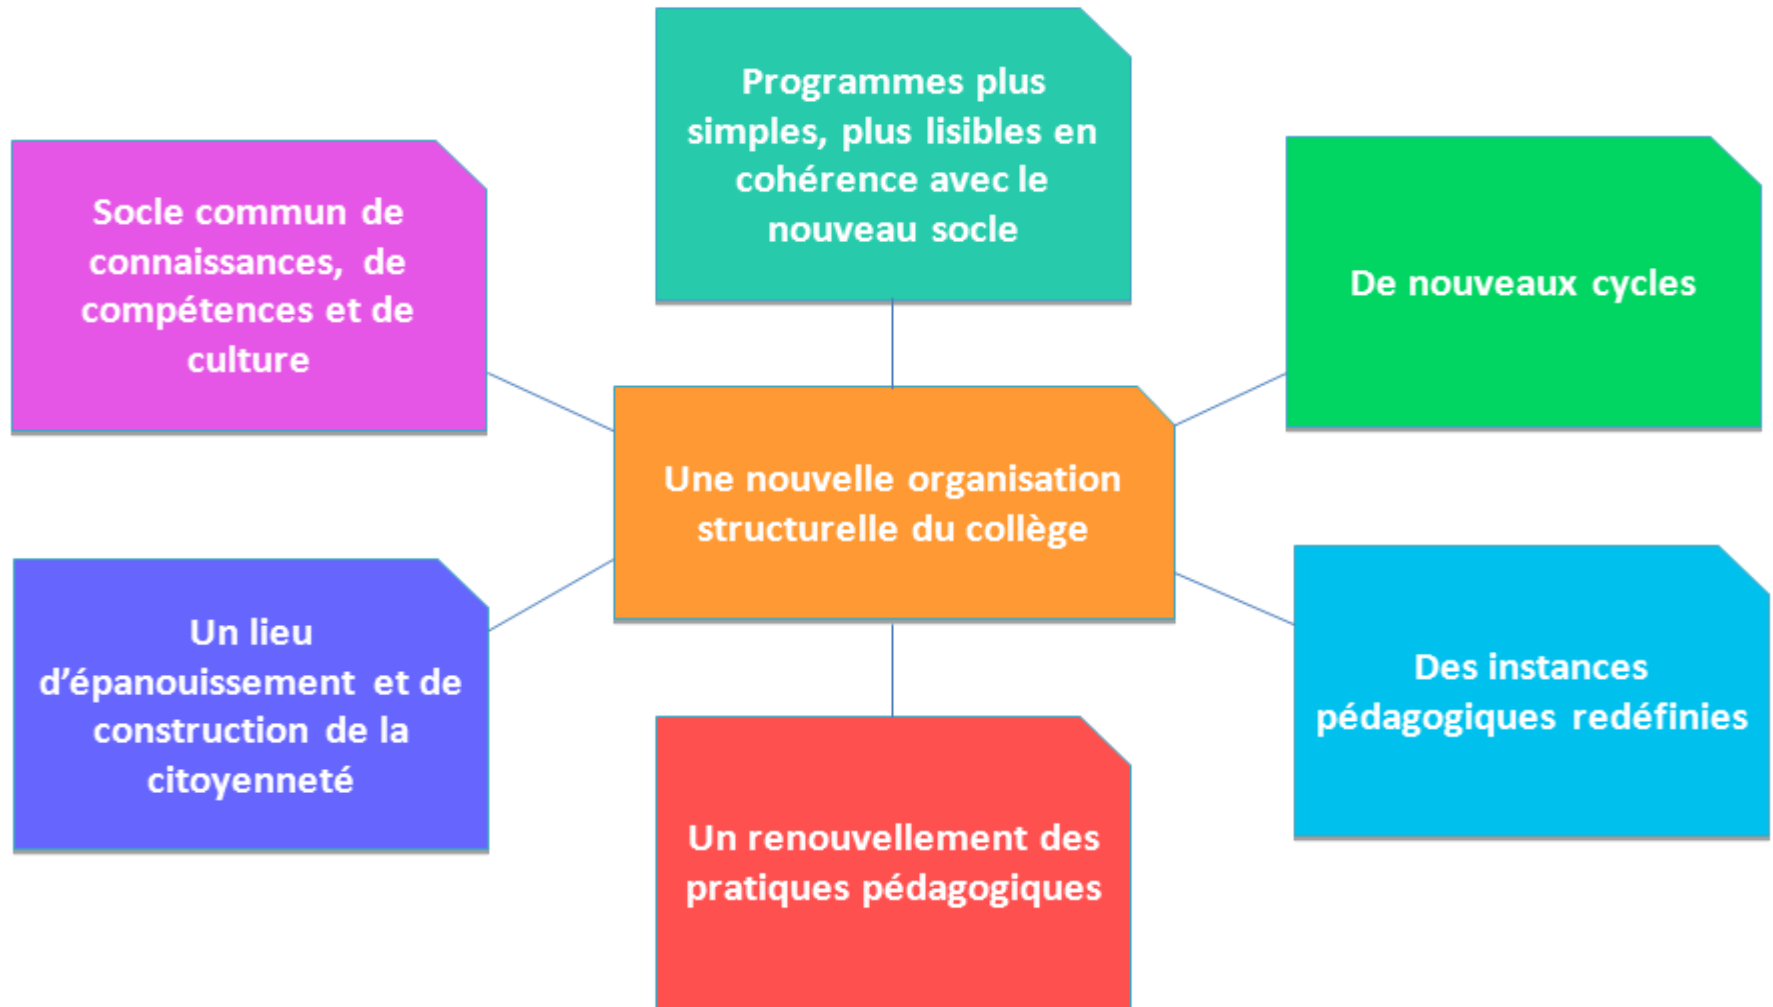 Programmes plus
simples, plus lisibles en
cohérence avec le
nouveau socle
Socle commun de
connaissances, de
compétences et de
culture
De nouveaux cycles
Une nouvelle organisation
structurelle du collège
Un lieu
d’épanouissement et de
construction de la
citoyenneté
Des instances
pédagogiques redéfinies
Un renouvellement des
pratiques pédagogiques